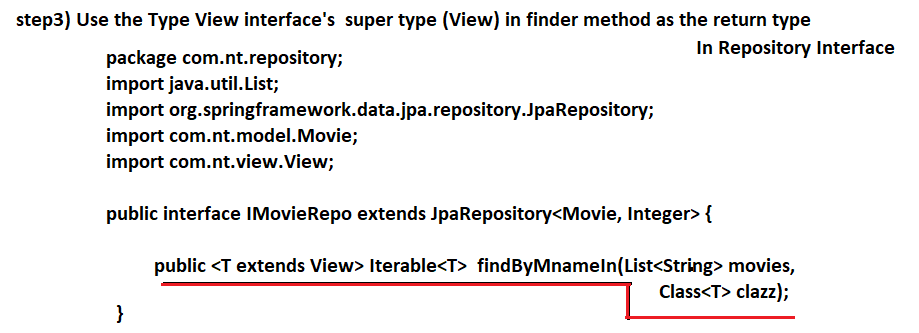 step3) Use the Type View interface's super type (View) in finder method as the return type
In Repository Interface
package com.nt.repository;
import java.util.List;
import org.springframework.data.jpa.repository.JpaRepository;
import com.nt.model.Movie;
import com.nt.view.View;
public interface IMovieRepo extends JpaRepository<Movie, Integer> {
public <T extends View> Iterable<T> findByMnameIn(List<String> movies,
Class<T> clazz);
}